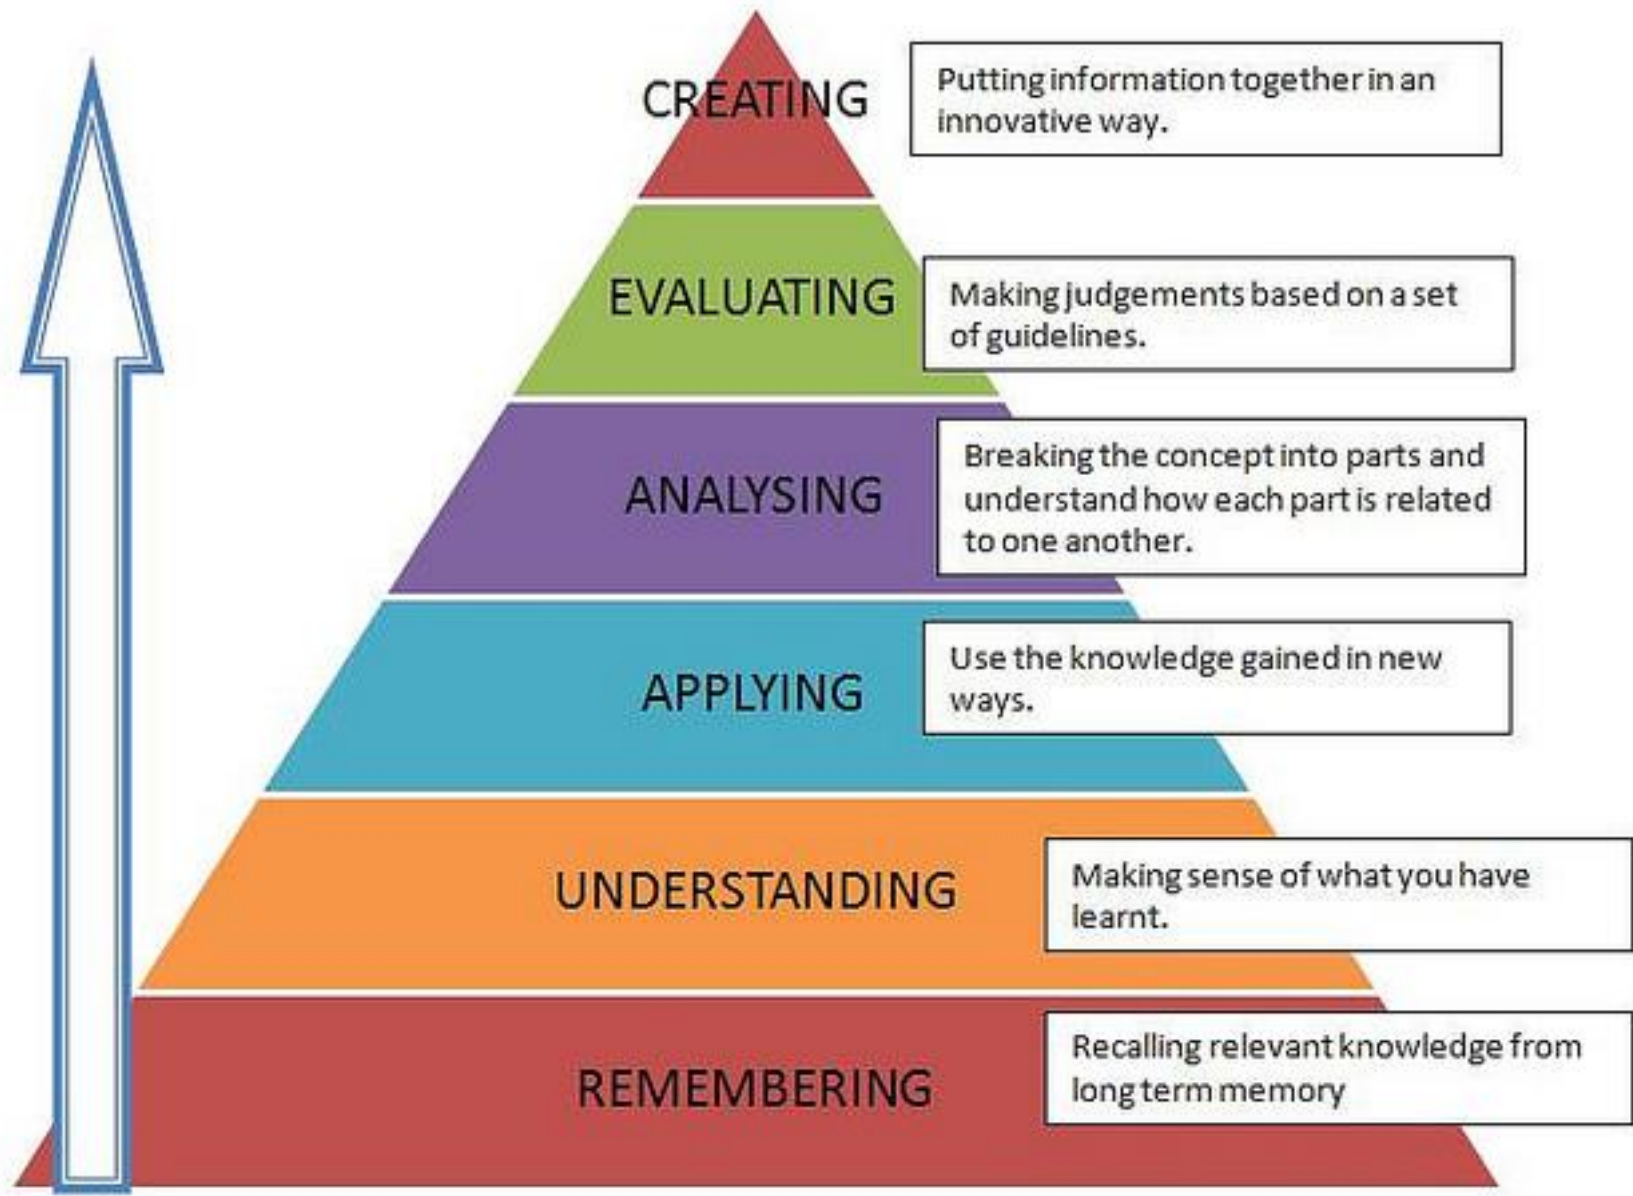 CREATING
Putting information together in an
innovative way.
EVALUATING
Making judgements based on a set
of guidelines.
ANALYSING
Breaking the concept into parts and
understand how each part is related
to one another.
APPLYING
Use the knowledge gained in new
ways.
UNDERSTANDING
Making sense of what you have
learnt.
REMEMBERING
Recalling relevant knowledge from
long term memory